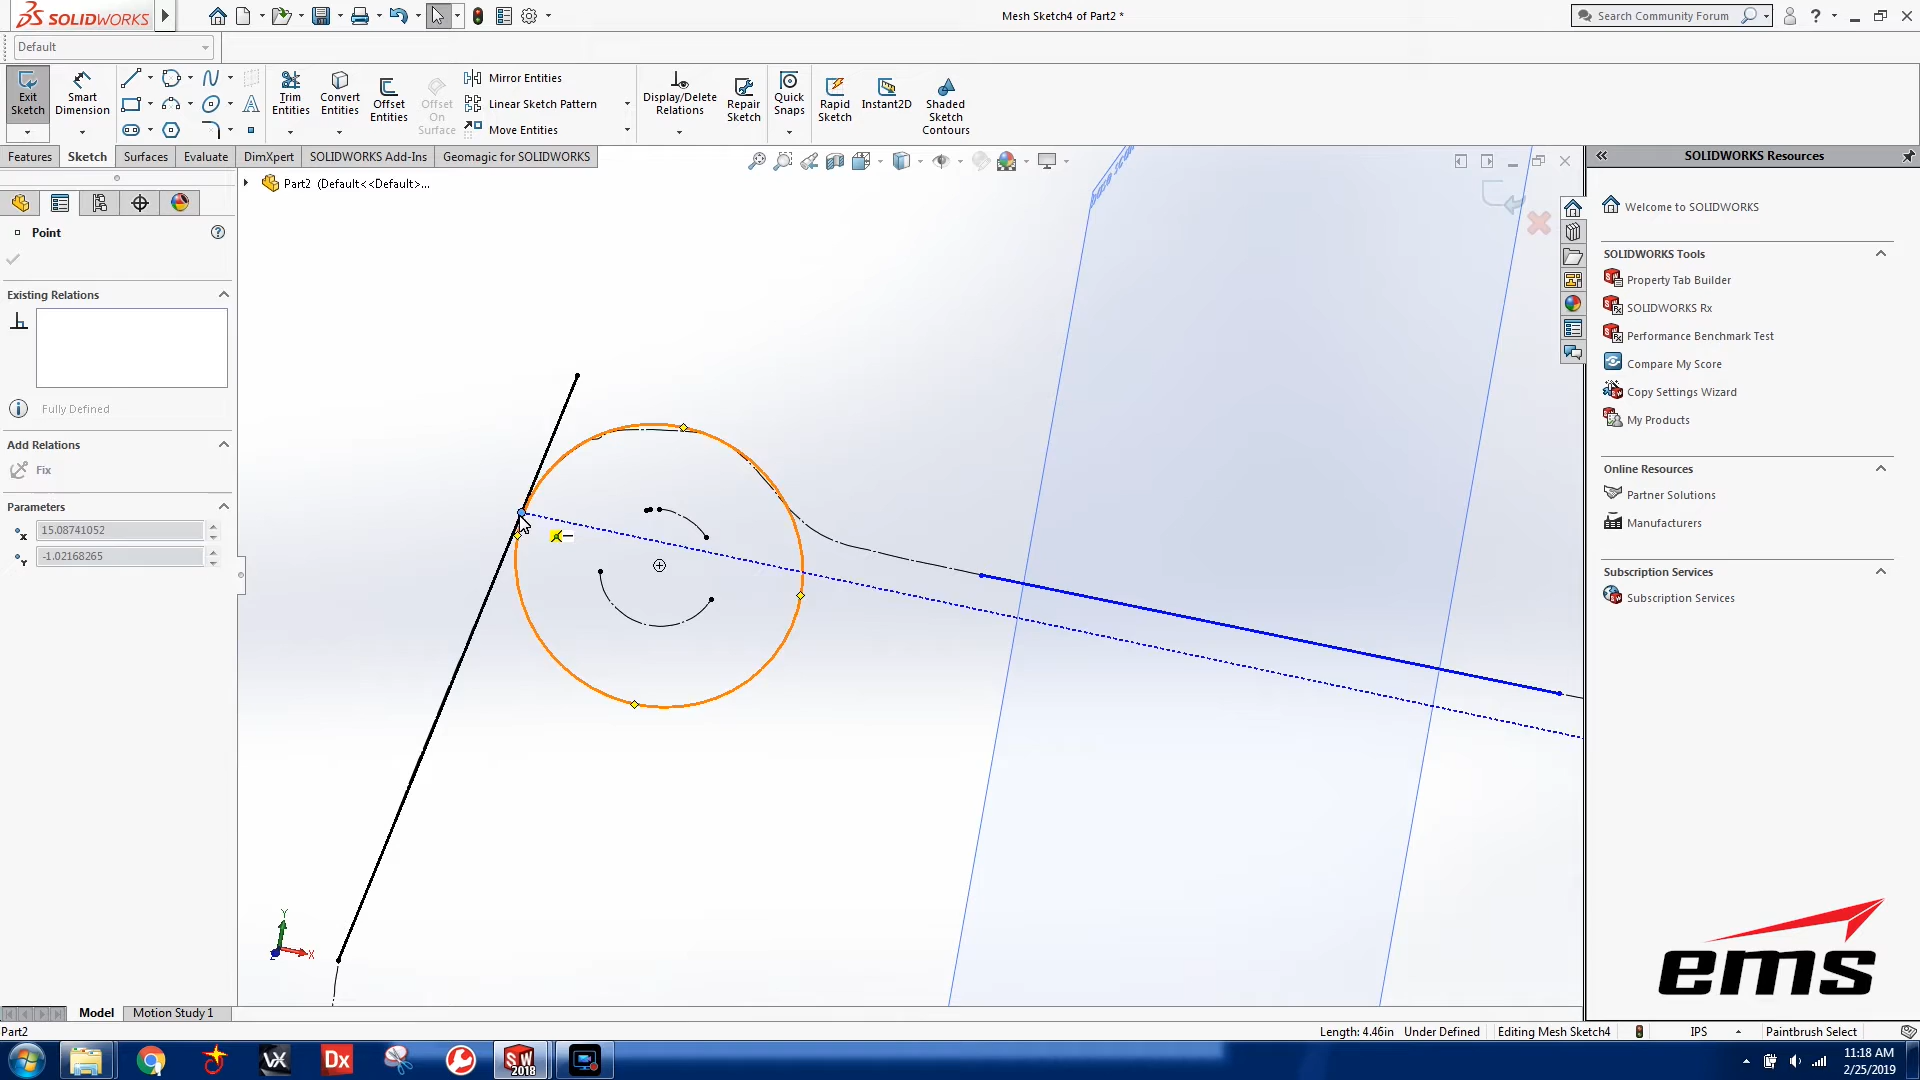 SOLIDWORKS
Mesh Sketch4 of Part2 *
Search Community Forum
?
Default
Exit Sketch
Smart Dimension
Trim Entities
Convert Entities
Offset Entities
Offset On Surface
Mirror Entities
Linear Sketch Pattern
Move Entities
Display/Delete Relations
Repair Sketch
Quick Snaps
Rapid Sketch
Instant2D
Shaded Sketch Contours
Features
Sketch
Surfaces
Evaluate
DimXpert
SOLIDWORKS Add-Ins
Geomagic for SOLIDWORKS
Part2 (Default<<Default>...
Point
Existing Relations
Fully Defined
Add Relations
Fix
Parameters
X
15.08741052
Y
-1.02168265
Y
X
Z
SOLIDWORKS Resources
Welcome to SOLIDWORKS
SOLIDWORKS Tools
Property Tab Builder
SOLIDWORKS Rx
Performance Benchmark Test
Compare My Score
Copy Settings Wizard
My Products
Online Resources
Partner Solutions
Manufacturers
Subscription Services
Subscription Services
ems
Model
Motion Study 1
Part2
Length: 4.46in
Under Defined
Editing Mesh Sketch4
IPS
Paintbrush Select
VX
Dx
SW
2018
11:18 AM
2/25/2019